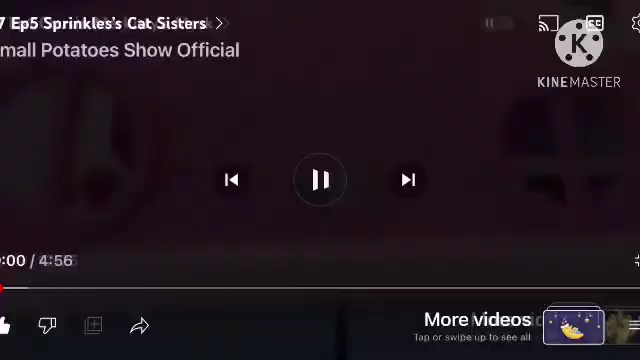 7 Ep5 Sprinkles's Cat Sisters
mall Potatoes Show Official
CC
K
KINEMASTER
:00 / 4:56
More videos
Tap or swipe up to see all